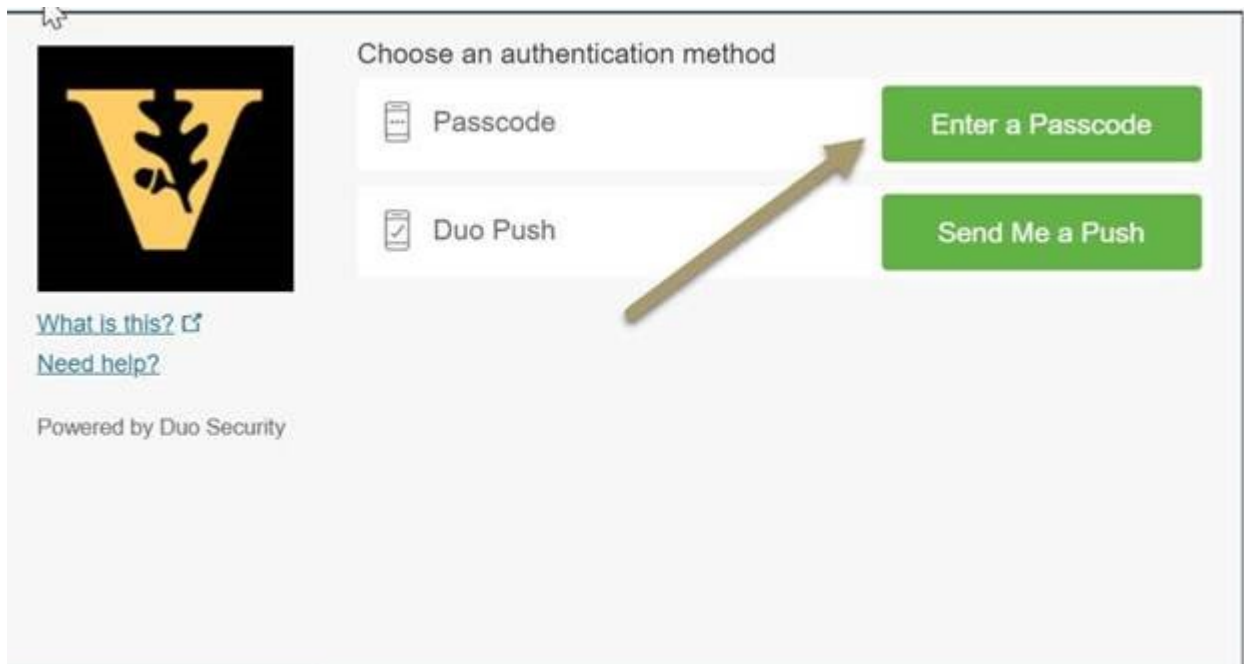 Choose an authentication method
Passcode
Enter a Passcode
Duo Push
Send Me a Push
V
What is this?
Need help?
Powered by Duo Security